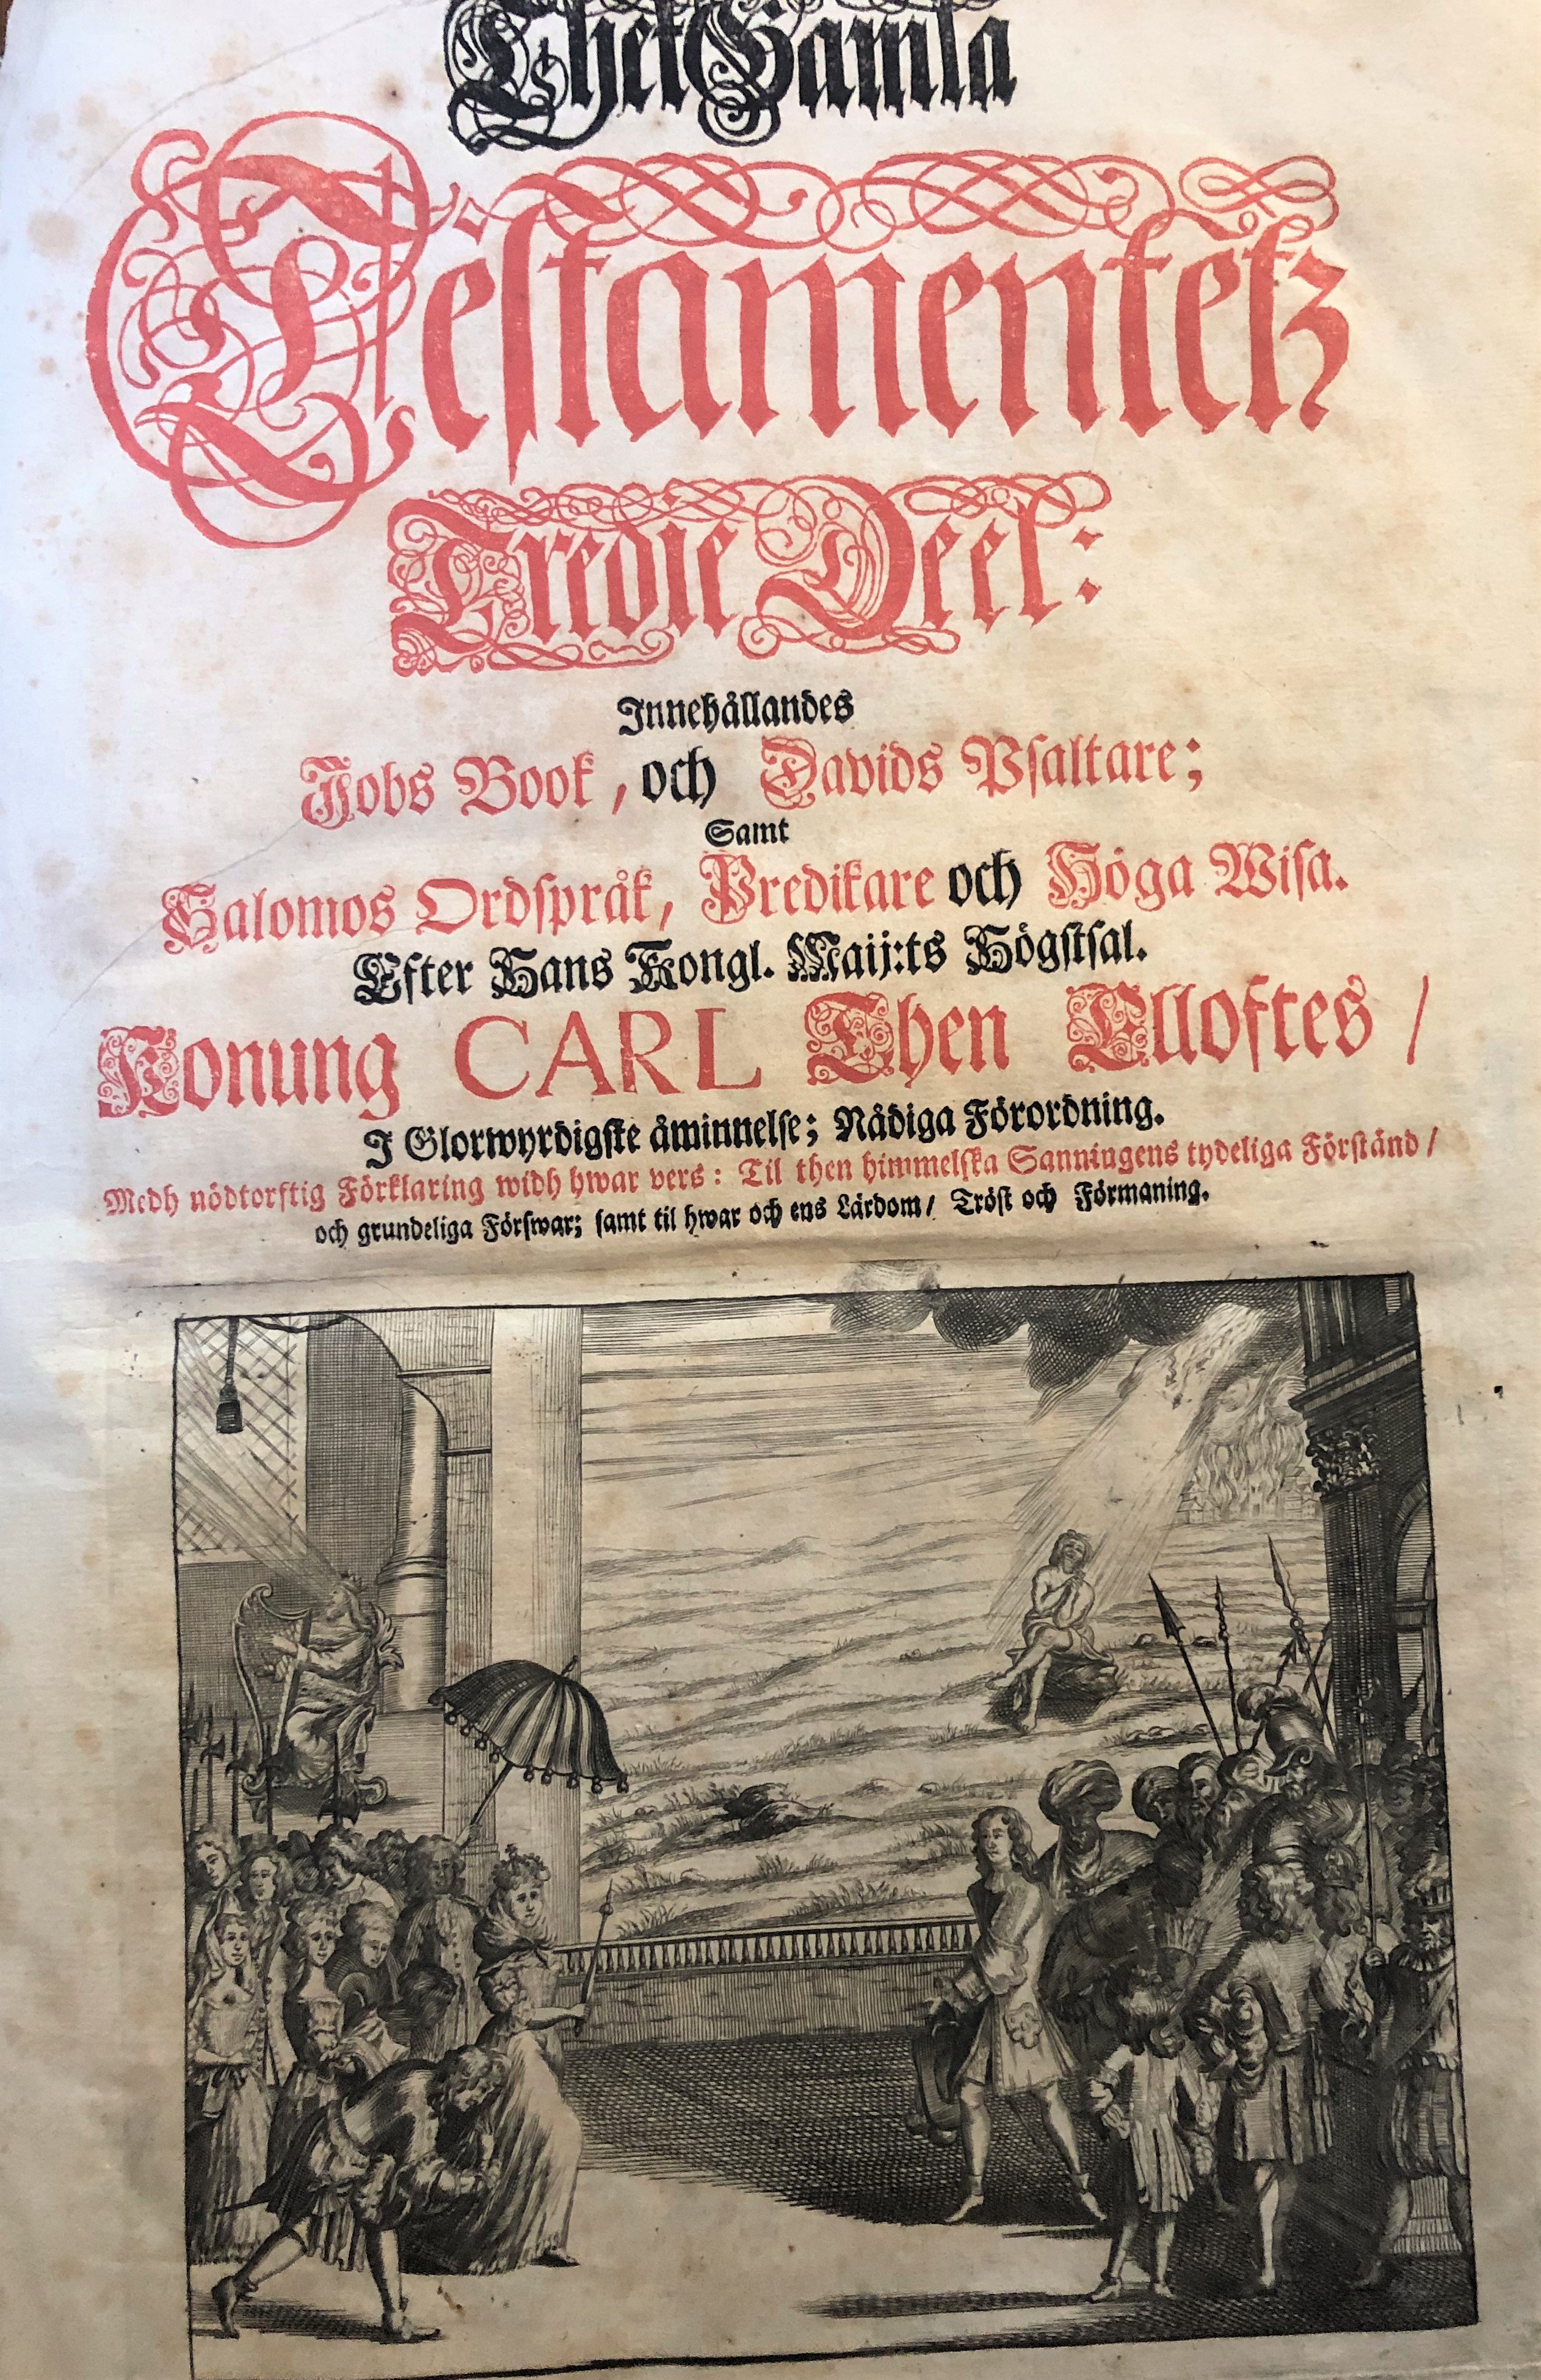 Thet Gamla
Testamentetz
Tredie Deel:
Innehållandes
Jobs Book, och Davids Psaltare;
Samt
Salomos Ordspråk, Predikare och Höga Wisa.
Efter Hans Kongl. Maij:ts Högstsal.
Konung CARL Then Elloftes /
I Glorwyrdigste åminnelse; Nådiga Förordning.
Medh nödtorftig Förklaring widh hwar vers: Til then himmelska Sanningens tydeliga Förstånd /
och grundeliga Förswar; samt til hwar och ens Lärdom / Tröst och Förmaning.